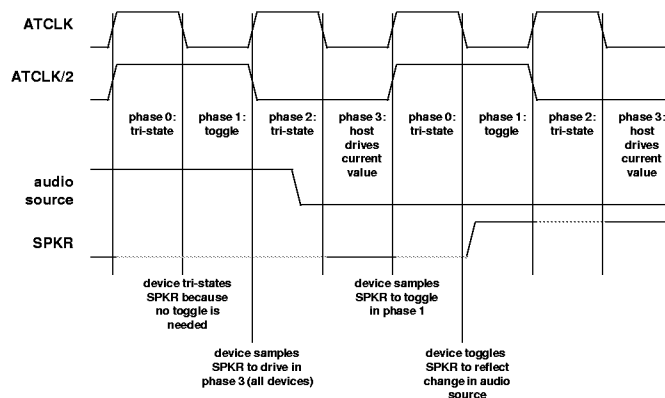 ATCLK
ATCLK/2
phase 0:
tri-state
phase 1:
toggle
phase 2:
tri-state
phase 3:
host
drives
current
value
phase 0:
tri-state
phase 1:
toggle
phase 2:
tri-state
phase 3:
host
drives
current
value
audio
source
SPKR
device tri-states
SPKR because
no toggle is
needed
device samples
SPKR to toggle
in phase 1
device samples
SPKR to drive in
phase 3 (all devices)
device toggles
SPKR to reflect
change in audio
source